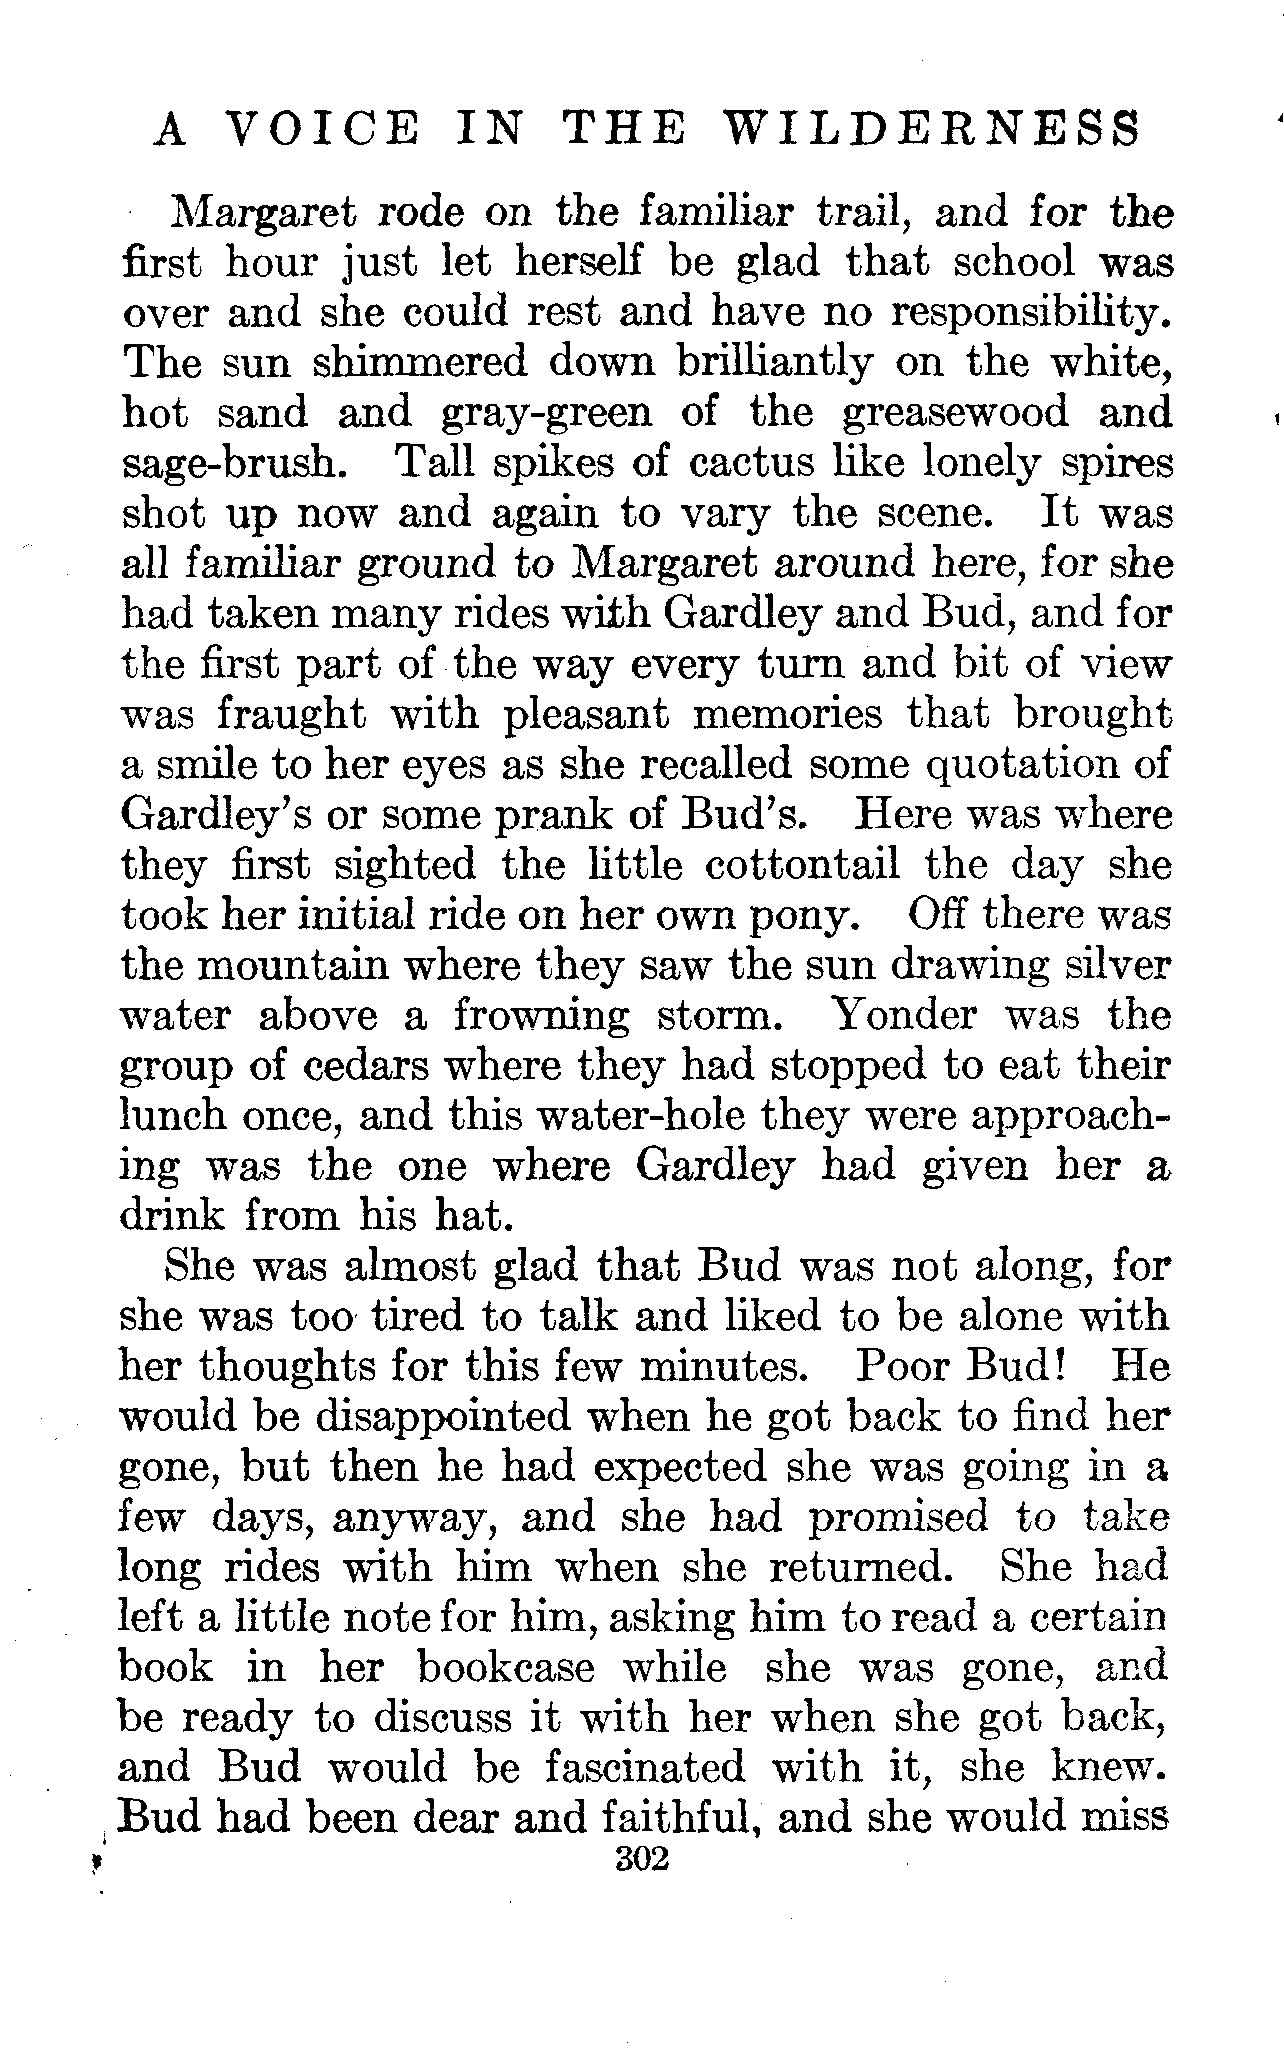 A VOICE IN THE WILDERNESS
Margaret rode on the familiar trail, and for the
first hour just let herself be glad that school was
over and she could rest and have no responsibility.
The sun shimmered down brilliantly on the white,
hot sand and gray-green of the greasewood and
sage-brush. Tall spikes of cactus like lonely spires
shot up now and again to vary the scene. It was
all familiar ground to Margaret around here, for she
had taken many rides with Gardley and Bud, and for
the first part of the way every turn and bit of view
was fraught with pleasant memories that brought
a smile to her eyes as she recalled some quotation of
Gardley's or some prank of Bud's. Here was where
they first sighted the little cottontail the day she
took her initial ride on her own pony. Off there was
the mountain where they saw the sun drawing silver
water above a frowning storm. Yonder was the
group of cedars where they had stopped to eat their
lunch once, and this water-hole they were approach-
ing was the one where Gardley had given her a
drink from his hat.
She was almost glad that Bud was not along, for
she was too tired to talk and liked to be alone with
her thoughts for this few minutes. Poor Bud! He
would be disappointed when he got back to find her
gone, but then he had expected she was going in a
few days, anyway, and she had promised to take
long rides with him when she returned. She had
left a little note for him, asking him to read a certain
book in her bookcase while she was gone, and
be ready to discuss it with her when she got back,
and Bud would be fascinated with it, she knew.
Bud had been dear and faithful, and she would miss
302